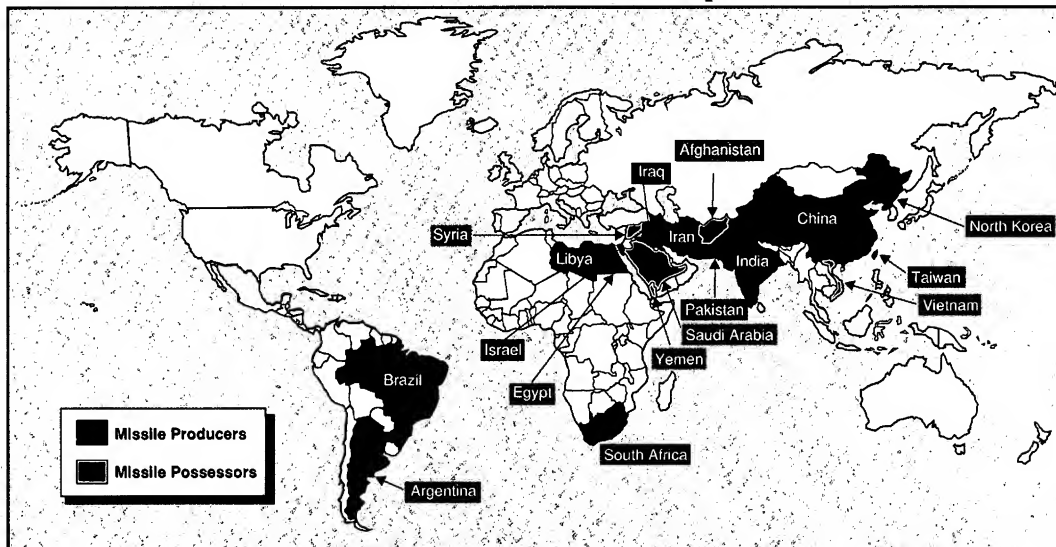 Afghanistan
Iraq
China
North Korea
Syria
Iran
Libya
India
Taiwan
Vietnam
Pakistan
Israel
Saudi Arabia
Yemen
Egypt
Brazil
Missile Producers
Missile Possessors
South Africa
Argentina